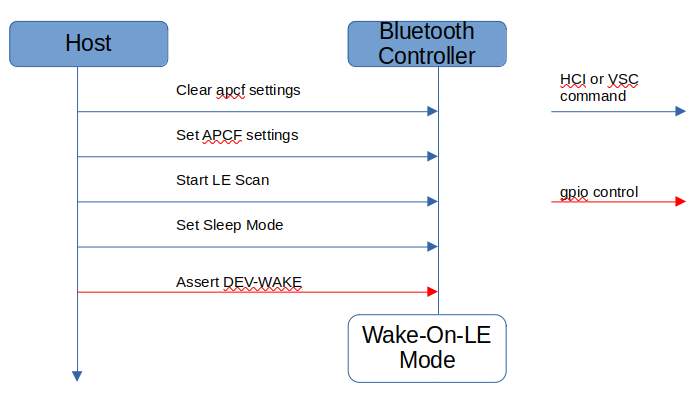 Host
Bluetooth
Controller
Clear apcf settings
HCI or VSC
command
Set APCF settings
Start LE Scan
gpio control
Set Sleep Mode
Assert DEV-WAKE
Wake-On-LE
Mode